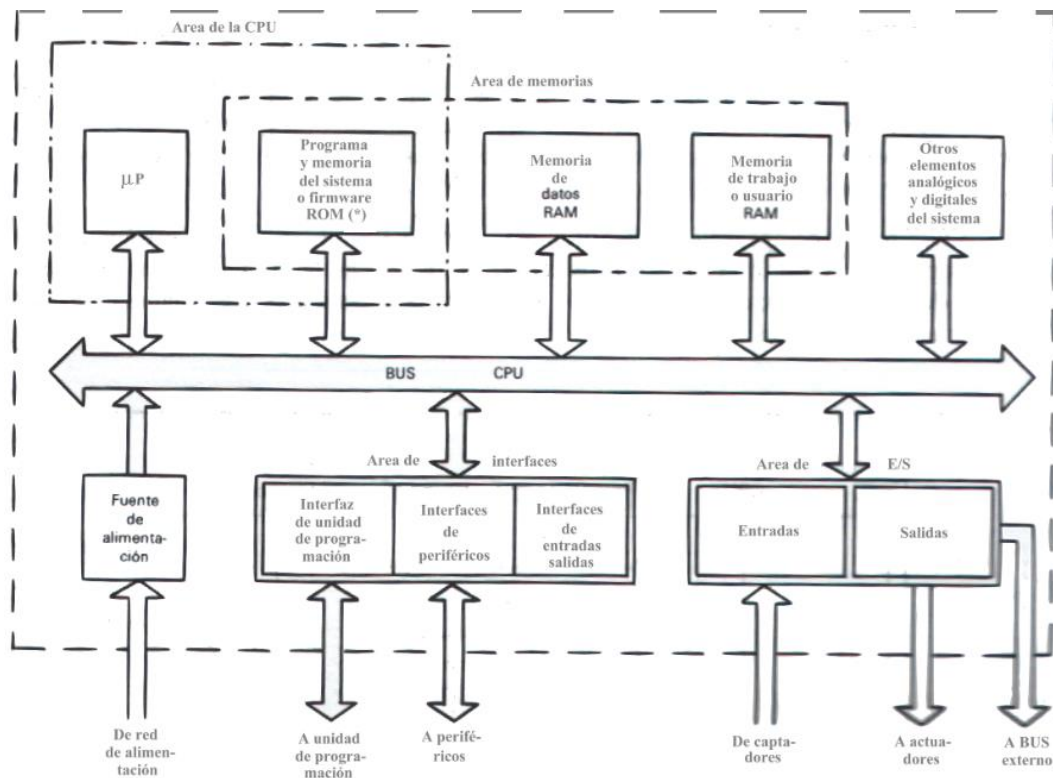 Area de la CPU
Area de memorias
μP
Programa
y memoria
del sistema
o firmware
ROM (*)
Memoria
de
datos
RAM
Memoria
de trabajo
o usuario
RAM
Otros
elementos
analógicos
y digitales
del sistema
BUS CPU
Area de interfaces
Area de E/S
Fuente
de
alimenta-
ción
Interfaz
de unidad
de progra-
mación
Interfaces
de
periféricos
Interfaces
de
entradas
salidas
Entradas
Salidas
De red
de alimen-
tación
A unidad
de progra-
mación
A perifé-
ricos
De capta-
dores
A actua-
dores
A BUS
externo